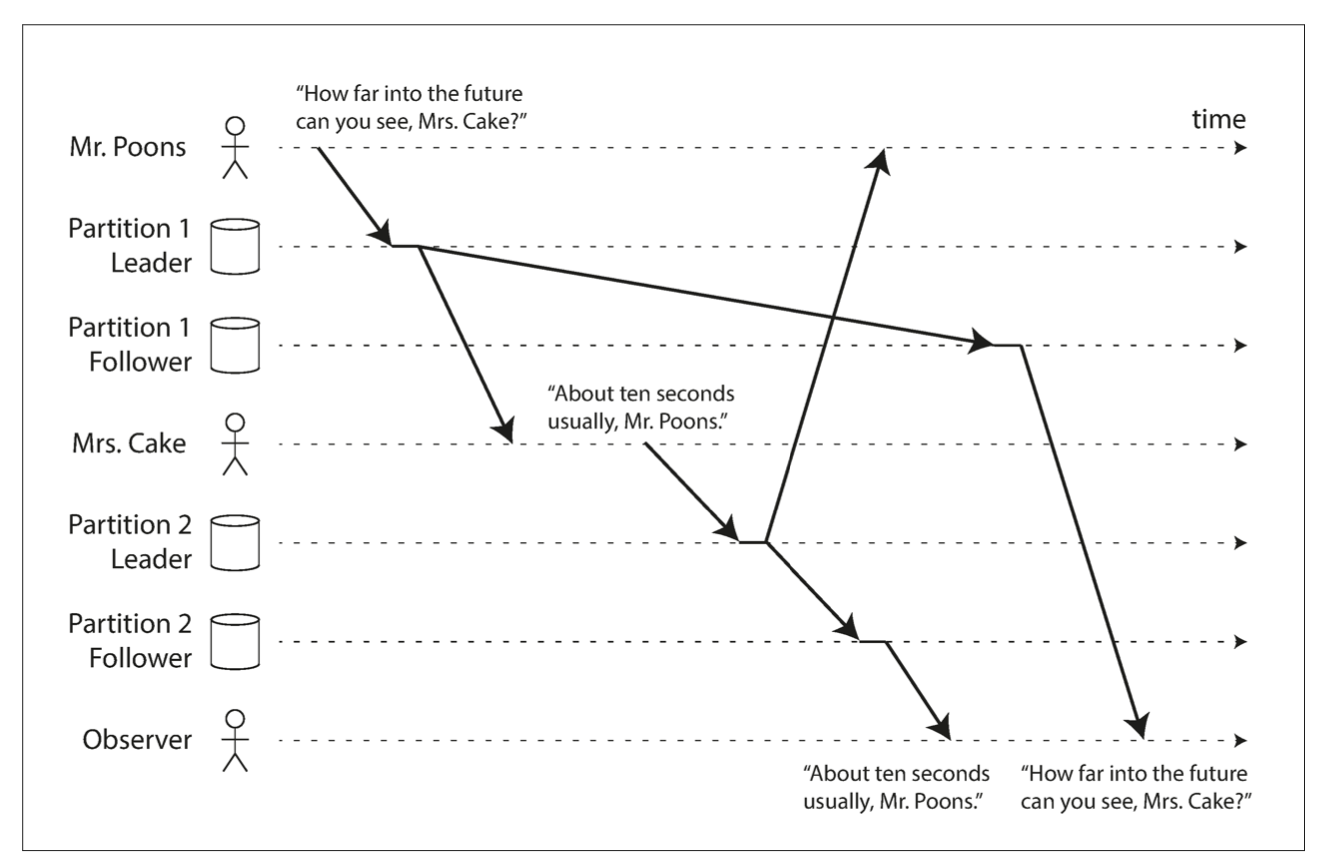 “How far into the future
can you see, Mrs. Cake?”
time
Mr. Poons
Partition 1
Leader
Partition 1
Follower
“About ten seconds
usually, Mr. Poons.”
Mrs. Cake
Partition 2
Leader
Partition 2
Follower
Observer
“About ten seconds
usually, Mr. Poons.”
“How far into the future
can you see, Mrs. Cake?”